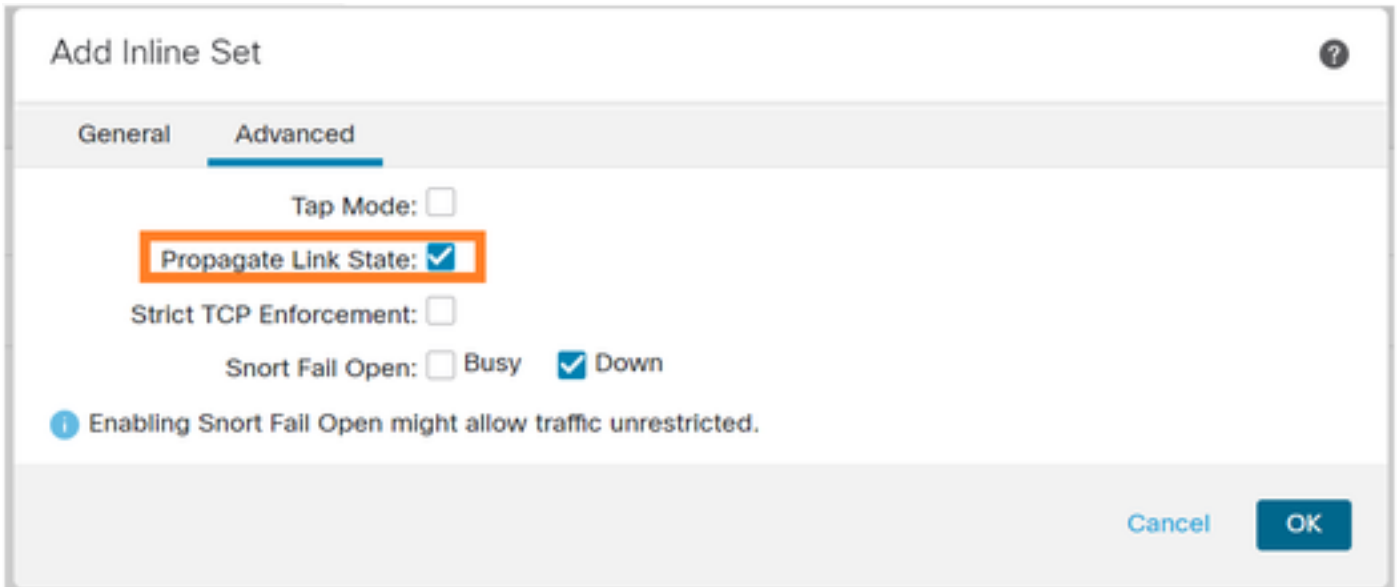 Add Inline Set
?
General Advanced
Tap Mode:
Propagate Link State:
Strict TCP Enforcement:
Snort Fail Open: Busy Down
i Enabling Snort Fail Open might allow traffic unrestricted.
Cancel OK